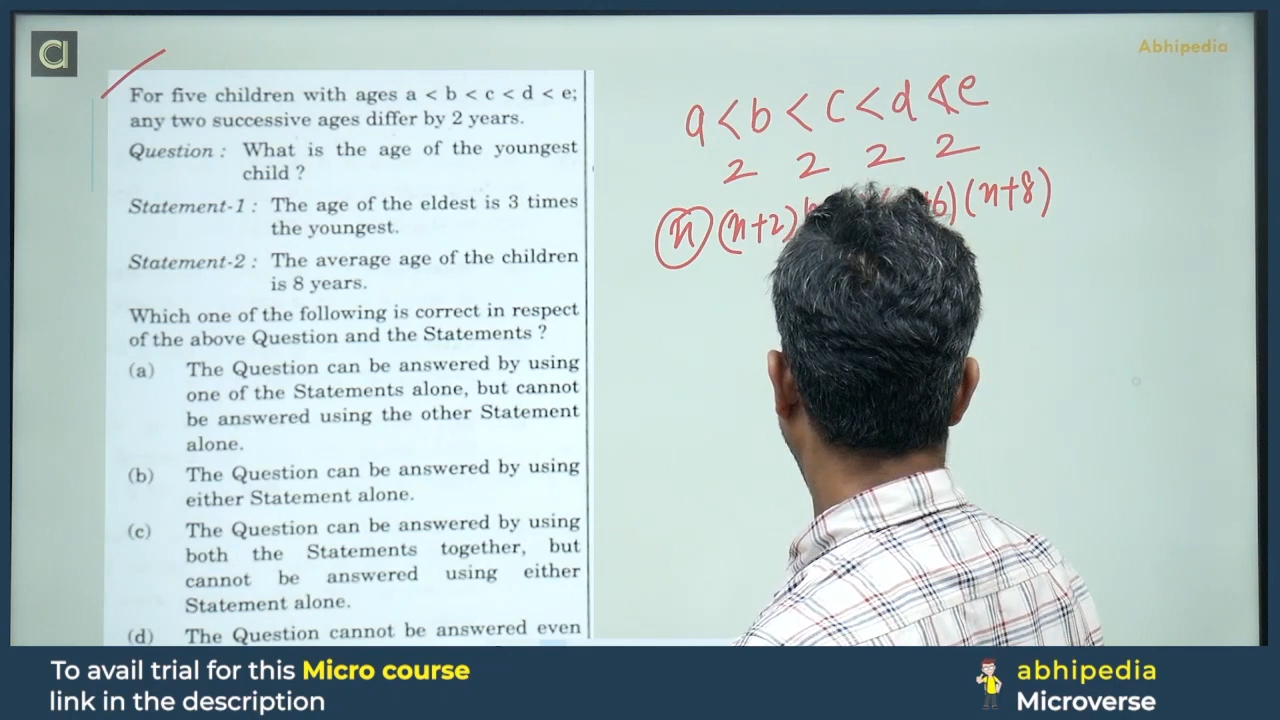 a
Abhipedia
For five children with ages a < b < c < d < e;
any two successive ages differ by 2 years.
Question : What is the age of the youngest
child ?
Statement-1 : The age of the eldest is 3 times
the youngest.
Statement-2 : The average age of the children
is 8 years.
Which one of the following is correct in respect
of the above Question and the Statements ?
(a) The Question can be answered by using
one of the Statements alone, but cannot
be answered using the other Statement
alone.
(b) The Question can be answered by using
either Statement alone.
(c) The Question can be answered by using
both the Statements together, but
cannot be answered using either
Statement alone.
(d) The Question cannot be answered even
a < b < c < d < e
2 2 2 2
(n) (n+2) +6) (n+8)
To avail trial for this Micro course
link in the description
abhipedia
Microverse